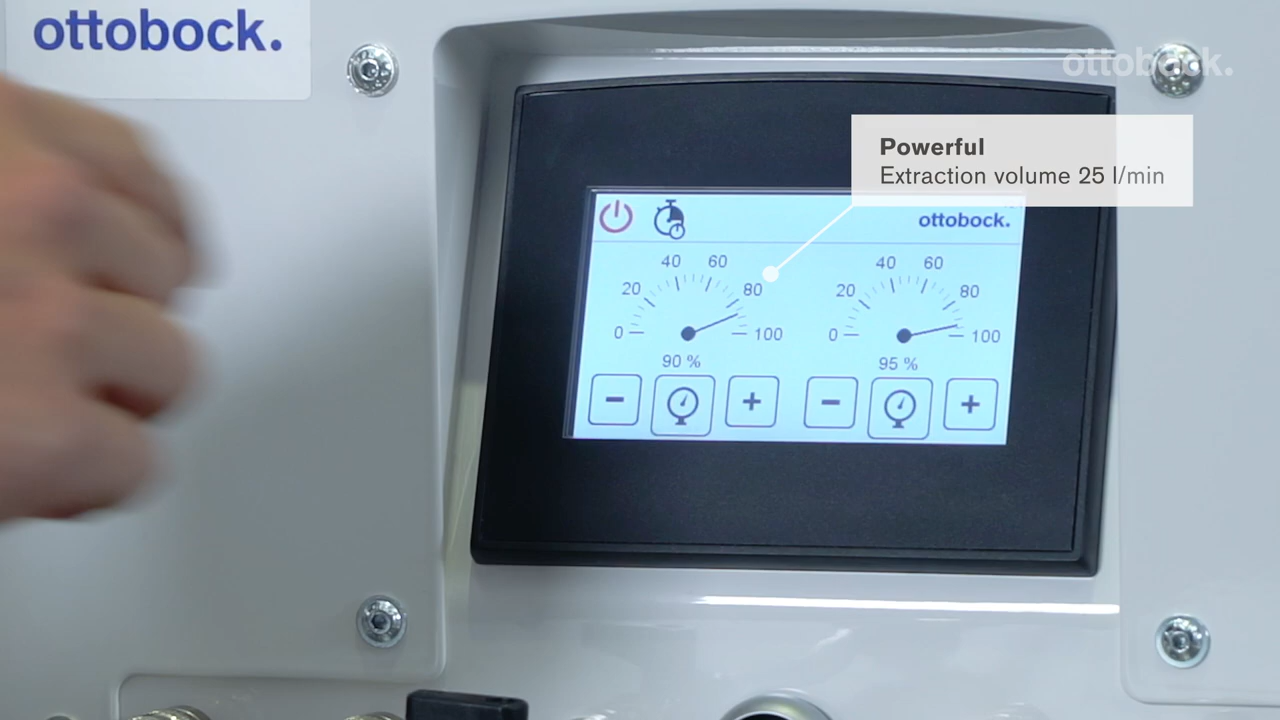 ottobock.
ottobock.
Powerful
Extraction volume 25 l/min
ottobock.
40 60
20 80
0 100
90 %
- +
40 60
20 80
0 100
95 %
- +